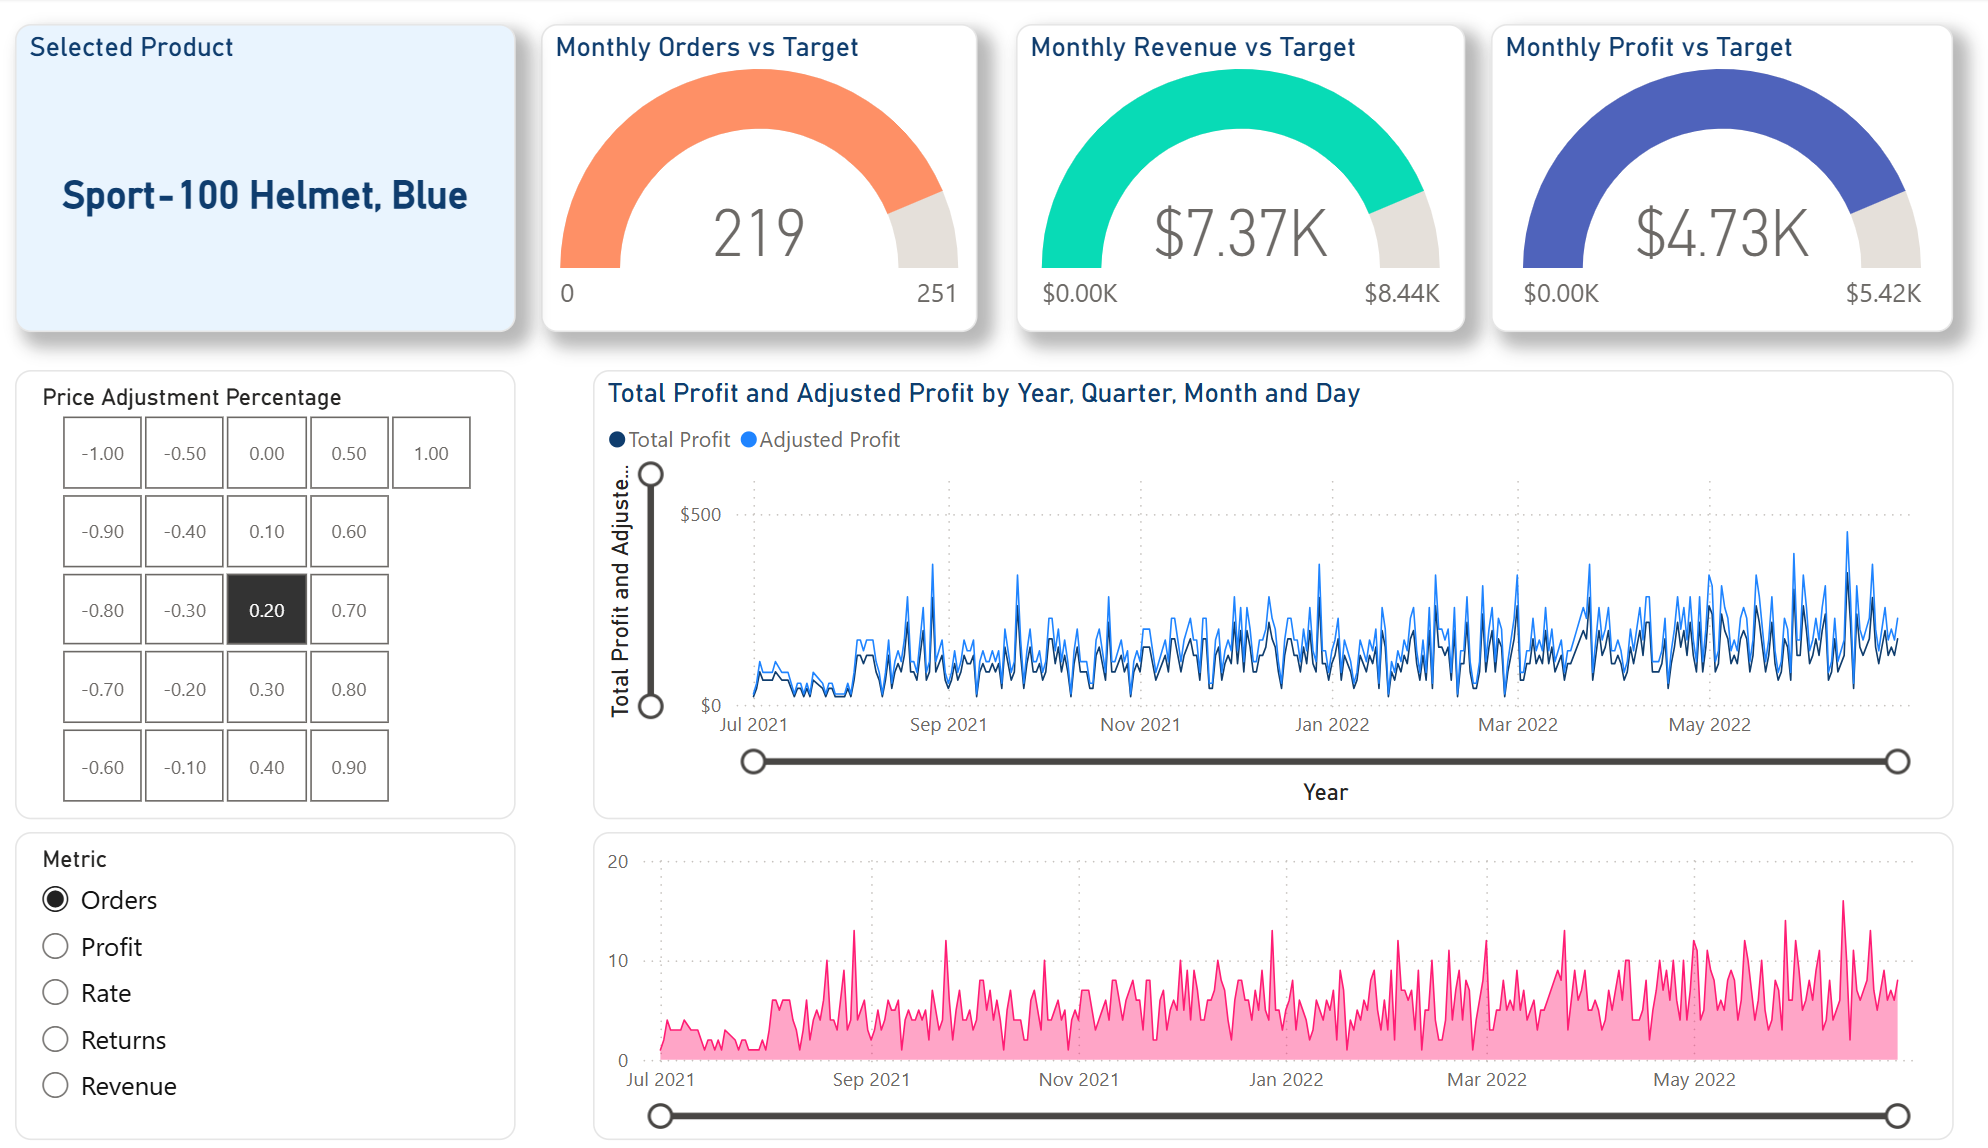 Selected Product
Sport-100 Helmet, Blue
Monthly Orders vs Target
219
0
251
Monthly Revenue vs Target
$7.37K
$0.00K
$8.44K
Monthly Profit vs Target
$4.73K
$0.00K
$5.42K
Price Adjustment Percentage
-1.00 -0.50 0.00 0.50 1.00
-0.90 -0.40 0.10 0.60
-0.80 -0.30 0.20 0.70
-0.70 -0.20 0.30 0.80
-0.60 -0.10 0.40 0.90
Total Profit and Adjusted Profit by Year, Quarter, Month and Day
Total Profit Adjusted Profit
Total Profit and Adjuste...
$500
$0
Jul 2021 Sep 2021 Nov 2021 Jan 2022 Mar 2022 May 2022
Year
Metric
Orders
Profit
Rate
Returns
Revenue
20
10
0
Jul 2021 Sep 2021 Nov 2021 Jan 2022 Mar 2022 May 2022